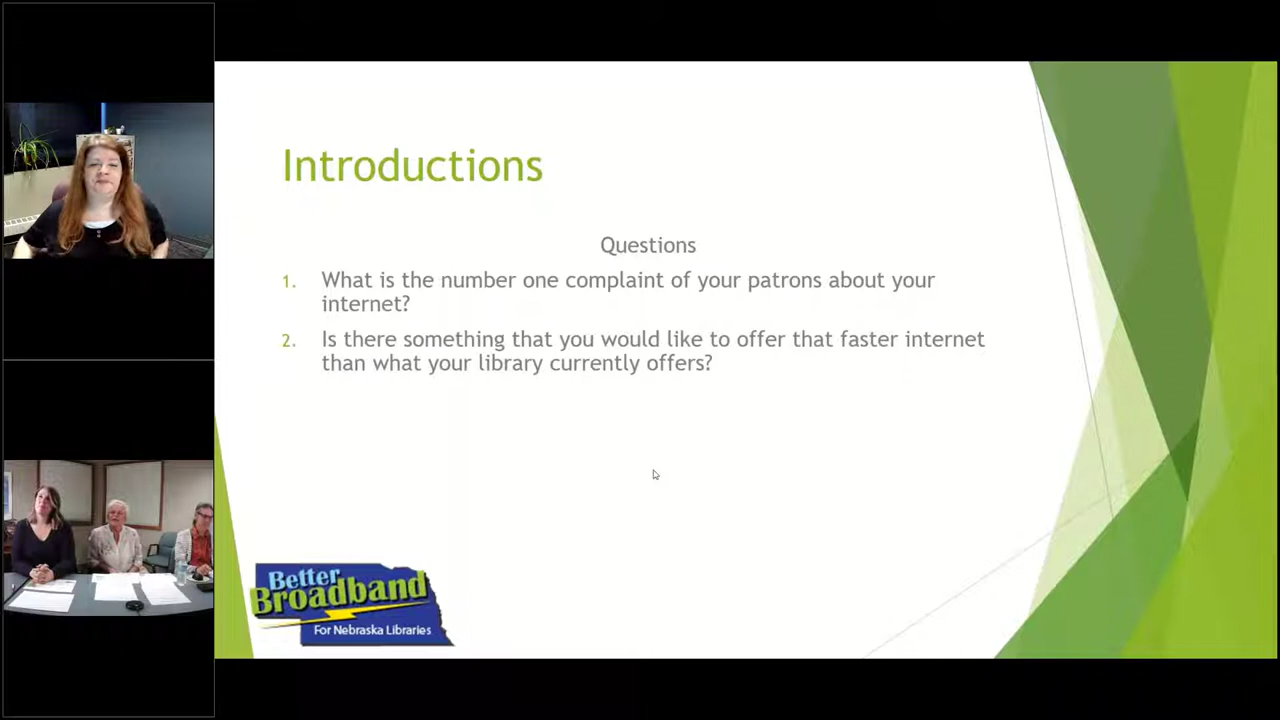 Introductions
Questions
1. What is the number one complaint of your patrons about your
internet?
2. Is there something that you would like to offer that faster internet
than what your library currently offers?
Better
Broadband
For Nebraska Libraries